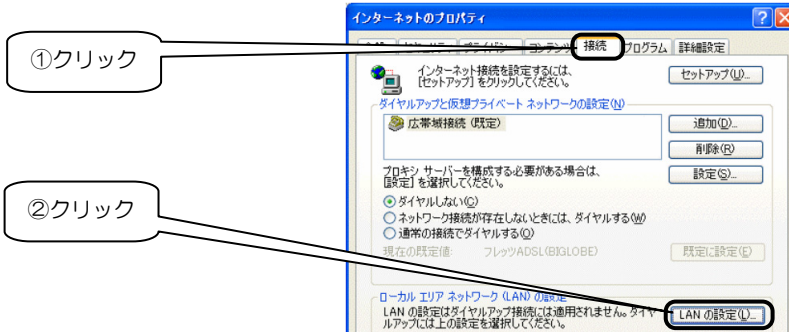 インターネットのプロパティ
①クリック
接続
プログラム
詳細設定
インターネット接続を設定するには、
[セットアップ] をクリックしてください。
セットアップ(U)...
ダイヤルアップと仮想プライベート ネットワークの設定(N)
広帯域接続 (既定)
追加(D)...
削除(R)
プロキシ サーバーを構成する必要がある場合は、
[設定] を選択してください。
設定(S)...
②クリック
ダイヤルしない(C)
ネットワーク接続が存在しないときには、ダイヤルする(W)
通常の接続でダイヤルする(O)
現在の既定値:
フレッツADSL(BIGLOBE)
既定に設定(E)
ローカル エリア ネットワーク (LAN) の設定
LAN の設定はダイヤルアップ接続には適用されません。ダイヤ
ルアップには上の設定を選択してください。
LAN の設定(L)...